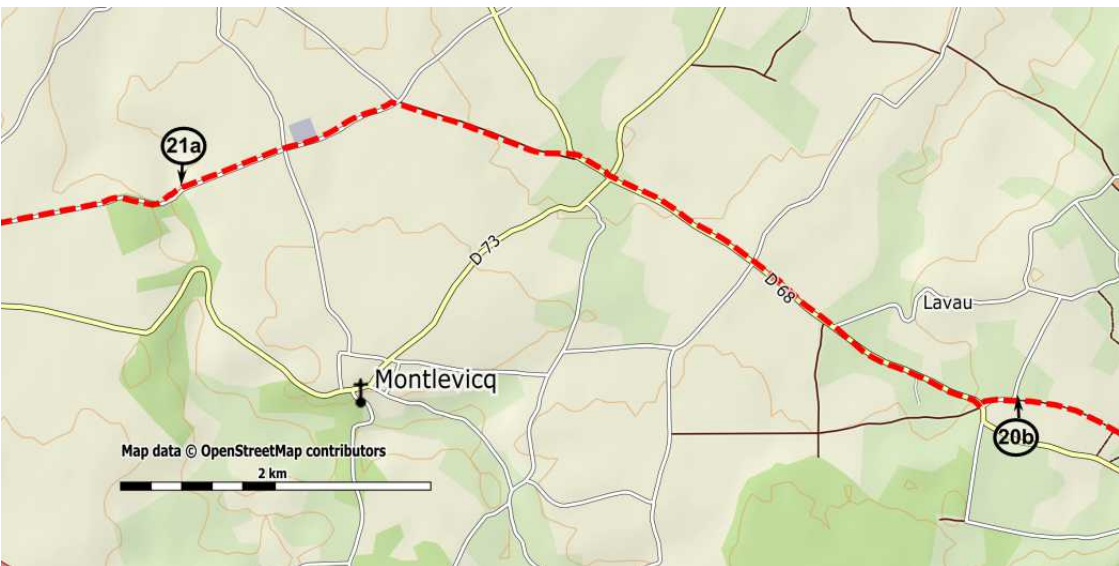 21a
D 73
D 68
Lavau
Montlevicq
20b
Map data © OpenStreetMap contributors
2 km